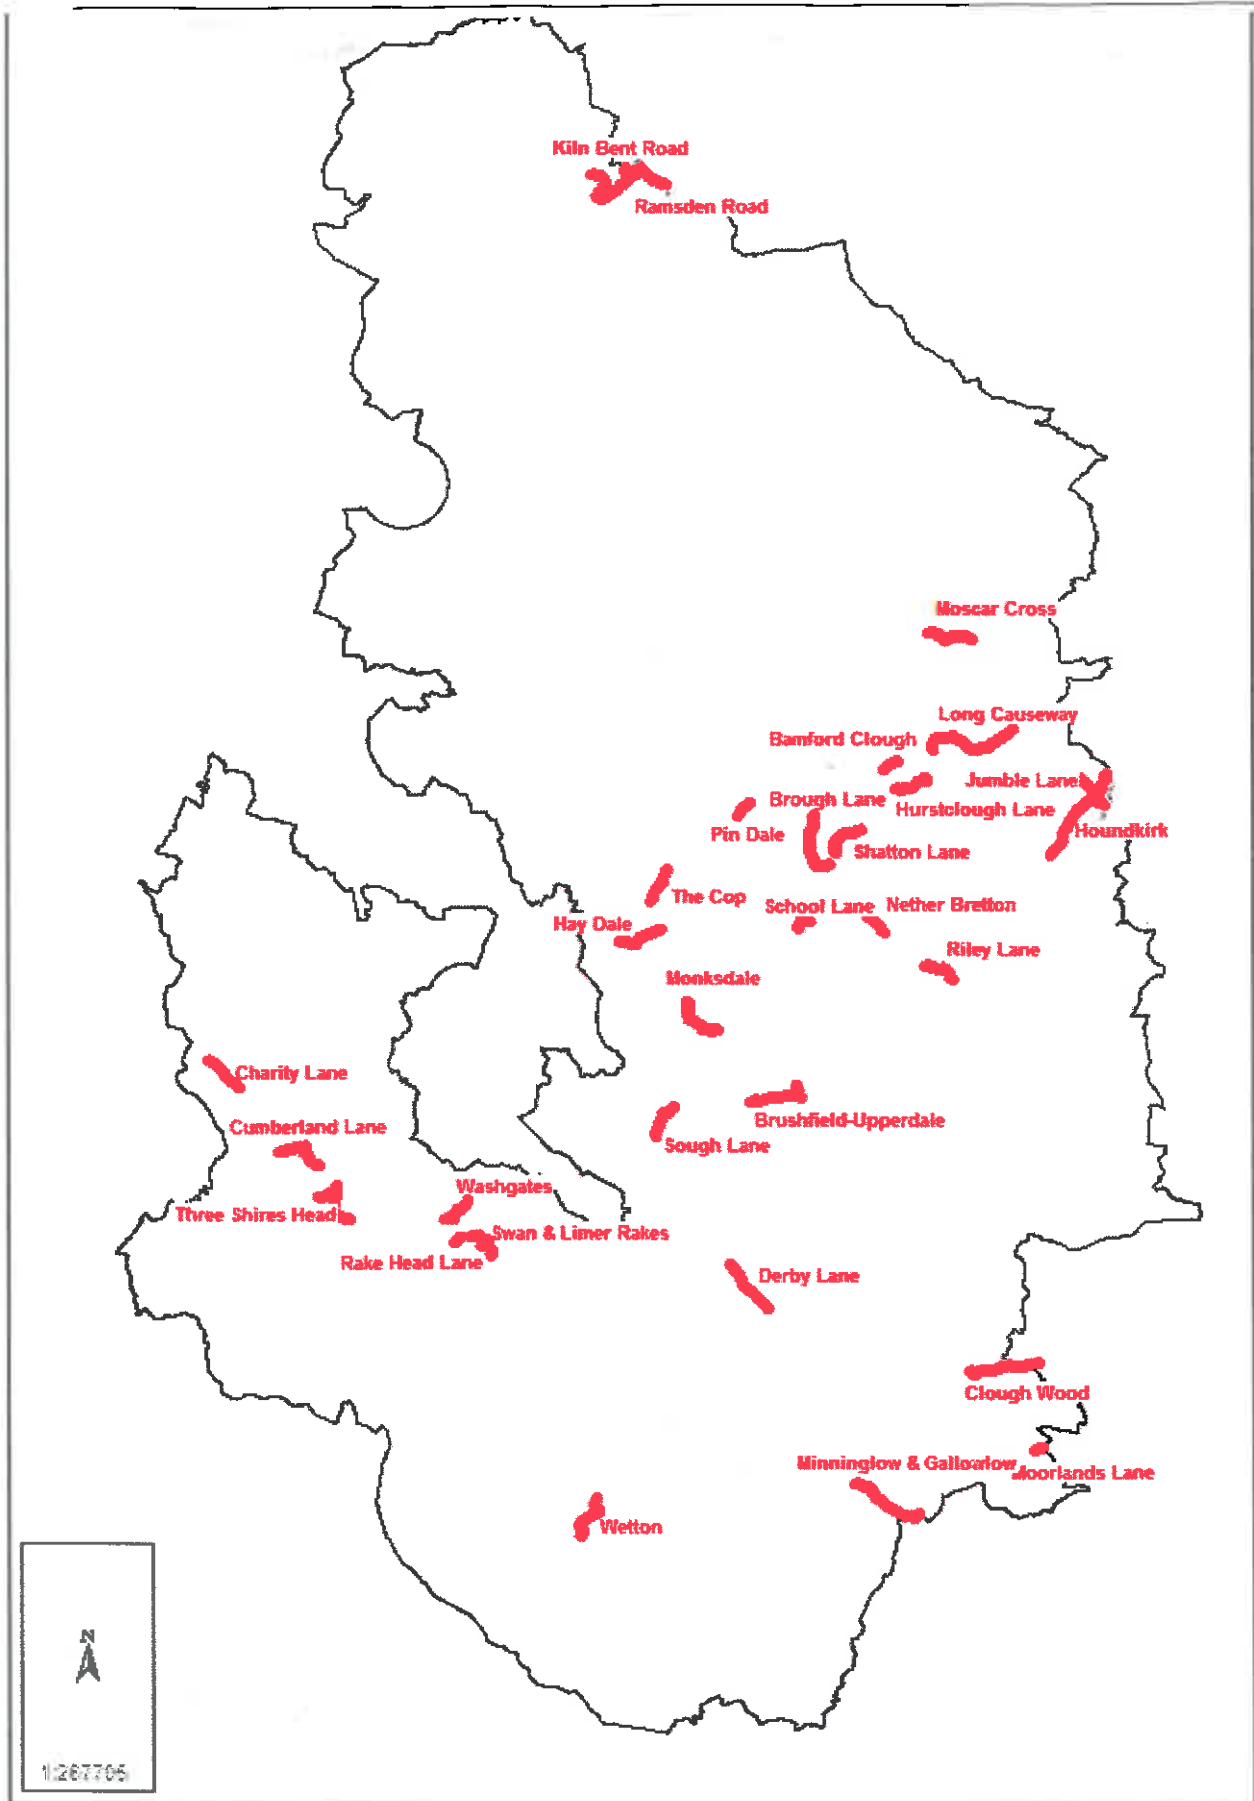 Kiln Bent Road
Ramsden Road
Moscar Cross
Long Causeway
Bamford Clough
Jumble Lane
Brough Lane
Hurstclough Lane
Pin Dale
Houndkirk
Shatton Lane
The Cop
School Lane
Nether Bretton
Hay Dale
Riley Lane
Monksdale
Charity Lane
Brushfield-Upperdale
Cumberland Lane
Sough Lane
Washgates
Three Shires Head
Swan & Limer Rakes
Rake Head Lane
Derby Lane
Clough Wood
Minninglow & Gallowlow
Moorlands Lane
Wetton
N